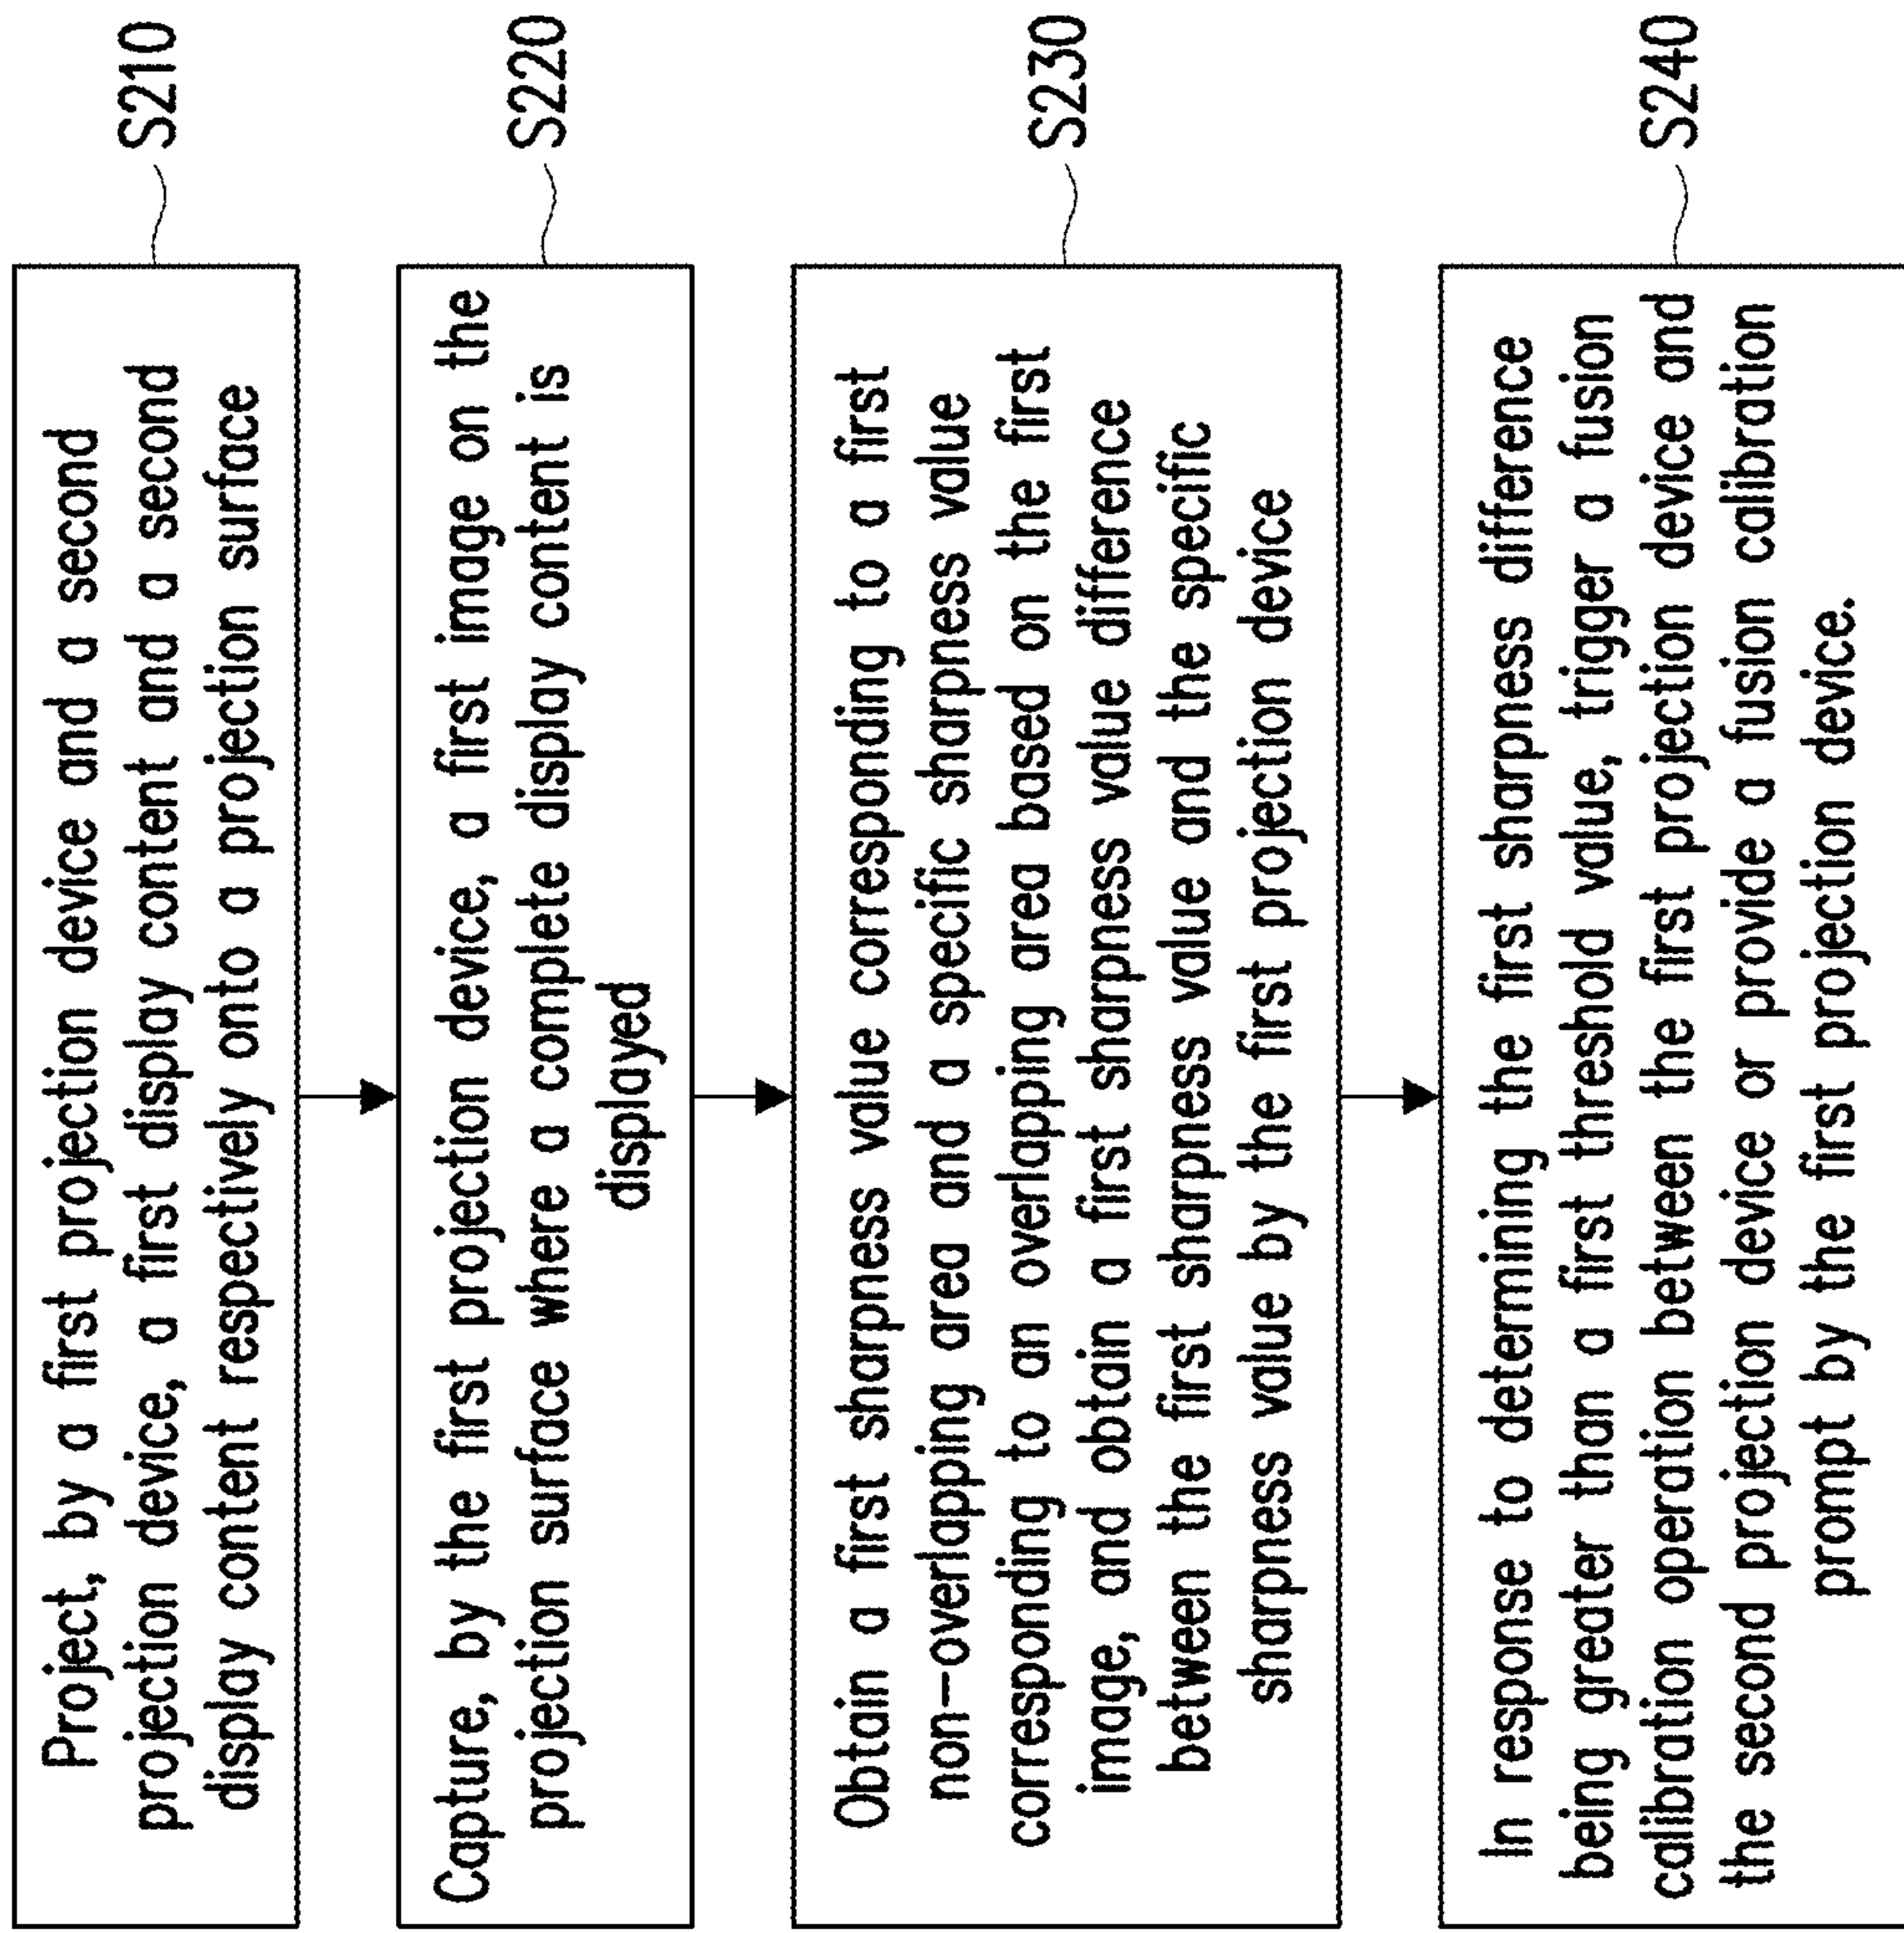 Project, by a first projection device and a second
projection device, a first display content and a second
display content respectively onto a projection surface
S210
Capture, by the first projection device, a first image on the
projection surface where a complete display content is
displayed
S220
Obtain a first sharpness value corresponding to a first
non-overlapping area and a specific sharpness value
corresponding to an overlapping area based on the first
image, and obtain a first sharpness value difference
between the first sharpness value and the specific
sharpness value by the first projection device
S230
In response to determining the first sharpness difference
being greater than a first threshold value, trigger a fusion
calibration operation between the first projection device and
the second projection device or provide a fusion calibration
prompt by the first projection device.
S240